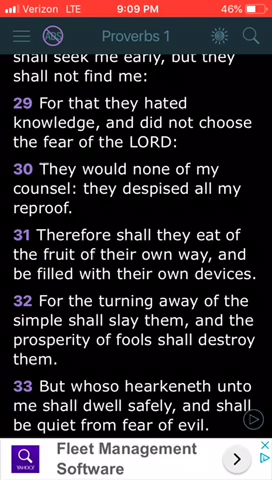 Verizon LTE 9:09 PM 46%
ABS Proverbs 1
shall seek me early, but they
shall not find me:
29 For that they hated
knowledge, and did not choose
the fear of the LORD:
30 They would none of my
counsel: they despised all my
reproof.
31 Therefore shall they eat of
the fruit of their own way, and
be filled with their own devices.
32 For the turning away of the
simple shall slay them, and the
prosperity of fools shall destroy
them.
33 But whoso hearkeneth unto
me shall dwell safely, and shall
be quiet from fear of evil.
Fleet Management
Software
YAHOO!